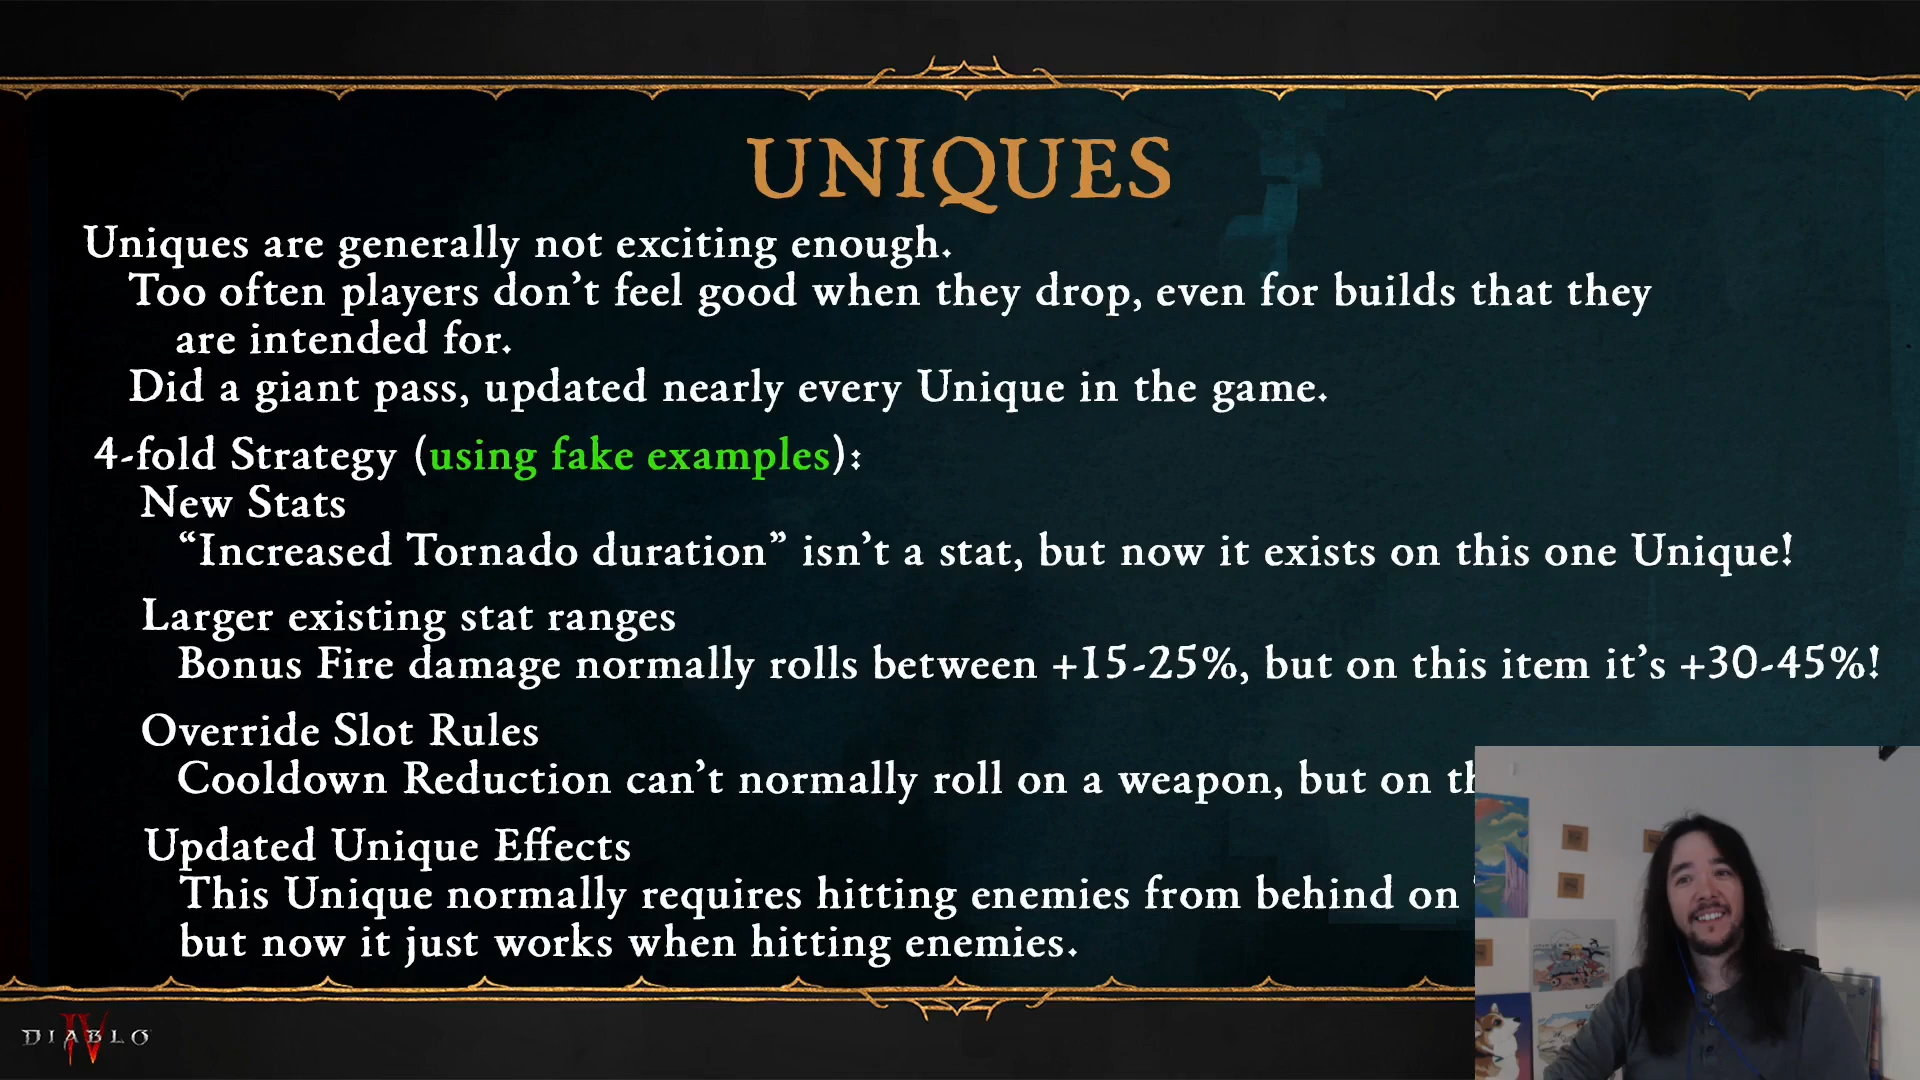 UNIQUES
Uniques are generally not exciting enough.
Too often players don't feel good when they drop, even for builds that they
are intended for.
Did a giant pass, updated nearly every Unique in the game.
4-fold Strategy (using fake examples):
New Stats
“Increased Tornado duration” isn't a stat, but now it exists on this one Unique!
Larger existing stat ranges
Bonus Fire damage normally rolls between +15-25%, but on this item it's +30-45%!
Override Slot Rules
Cooldown Reduction can't normally roll on a weapon, but on
Updated Unique Effects
This Unique normally requires hitting enemies from behind on
but now it just works when hitting enemies.
DIABLO IV